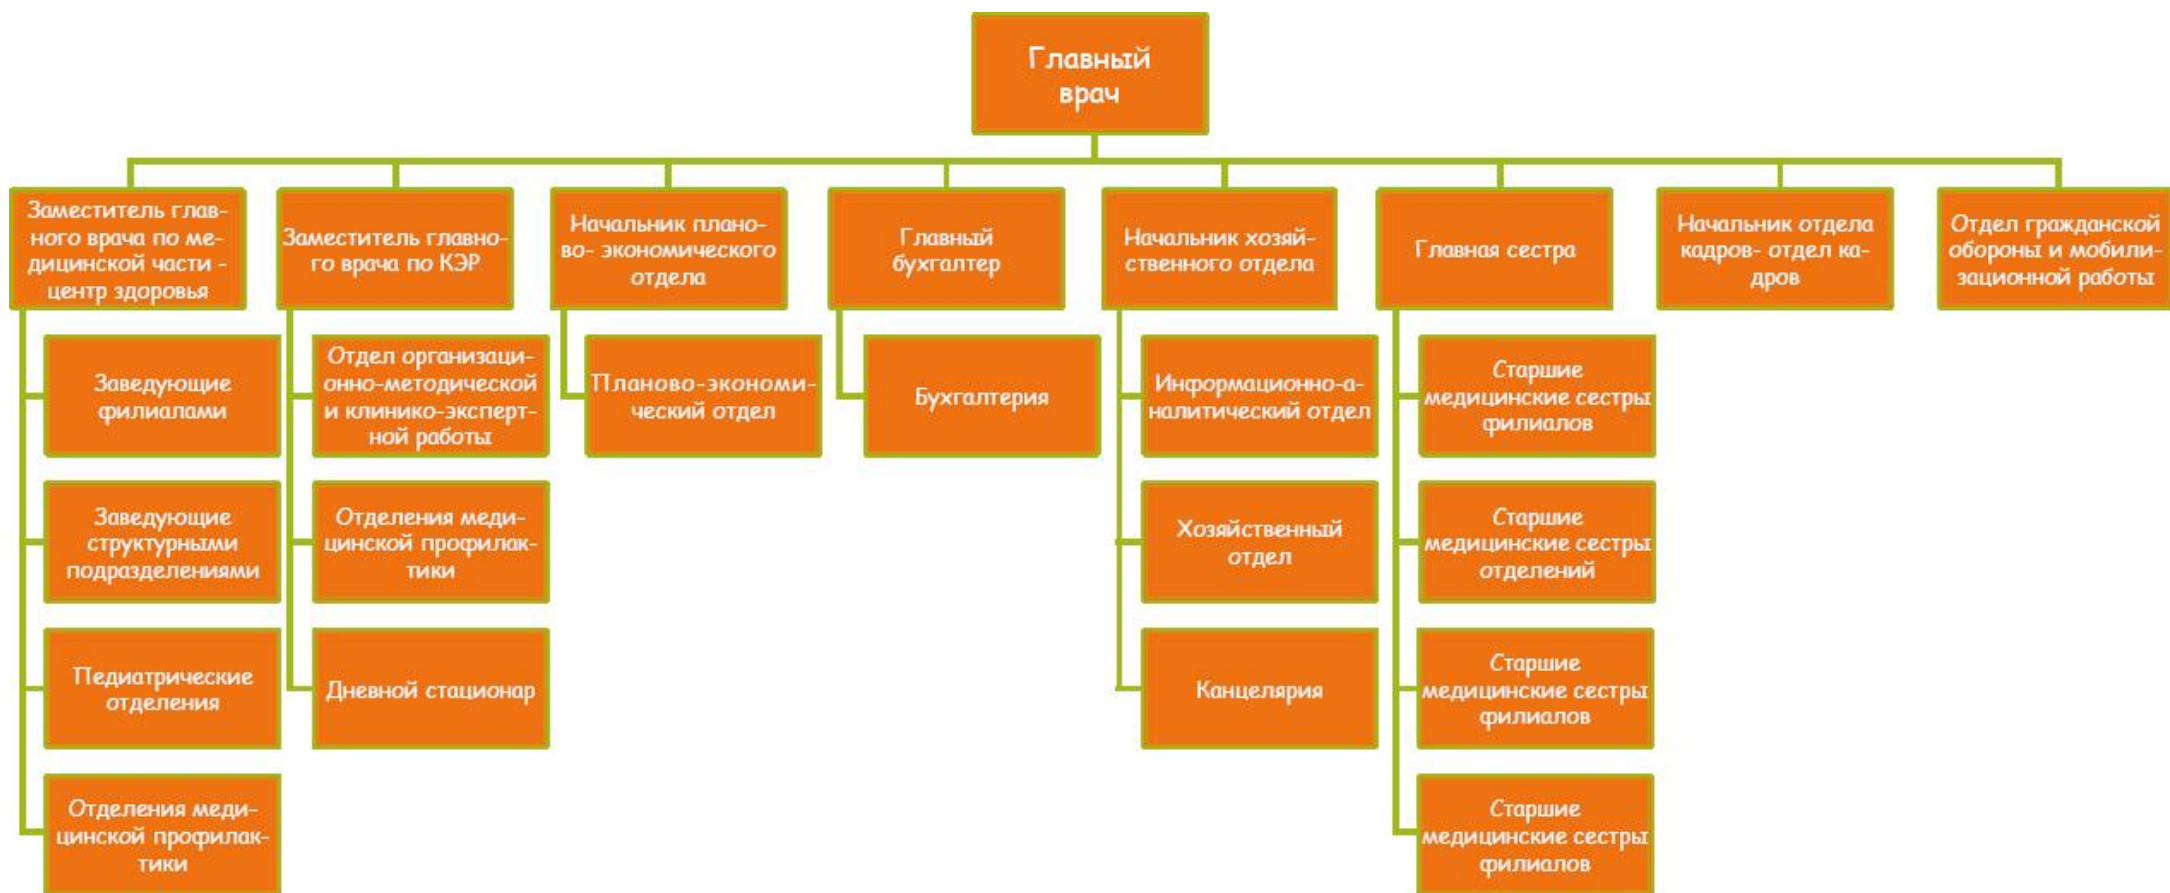 Главный
врач
Заместитель глав-
ного врача по ме-
дицинской части -
центр здоровья
Заместитель главно-
го врача по КЭР
Начальник плано-
во- экономического
отдела
Главный
бухгалтер
Начальник хозяй-
ственного отдела
Главная сестра
Начальник отдела
кадров- отдел ка-
дров
Отдел гражданской
обороны и мобили-
зационной работы
Заведующие
филиалами
Отдел организаци-
онно-методической
и клинико-эксперт-
ной работы
Планово-экономи-
ческий отдел
Бухгалтерия
Информационно-а-
налитический отдел
Старшие
медицинские сестры
филиалов
Заведующие
структурными
подразделениями
Отделения меди-
цинской профилак-
тики
Хозяйственный
отдел
Старшие
медицинские сестры
отделений
Педиатрические
отделения
Дневной стационар
Канцелярия
Старшие
медицинские сестры
филиалов
Отделения меди-
цинской профилак-
тики
Старшие
медицинские сестры
филиалов